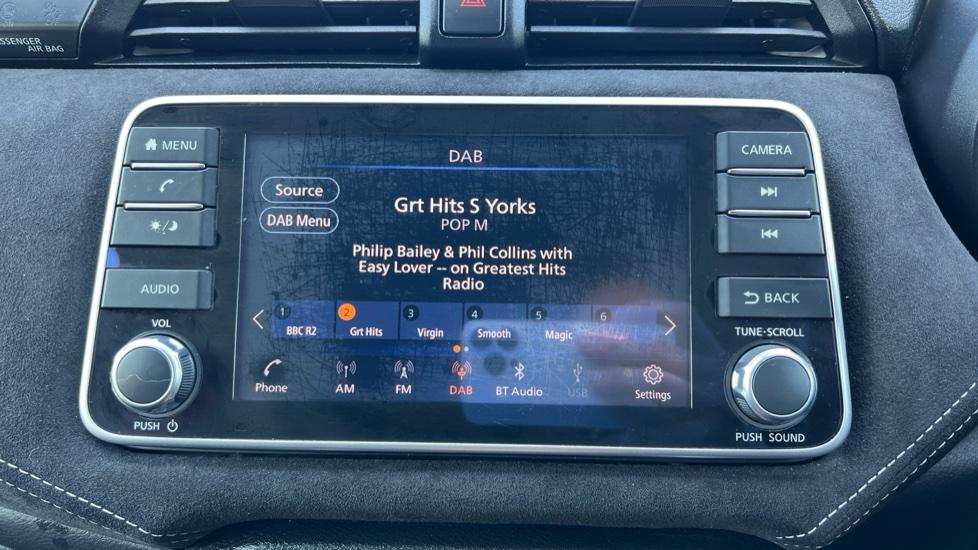 PASSENGER
AIR BAG
MENU
AUDIO
VOL
PUSH
DAB
Source
DAB Menu
Grt Hits S Yorks
POP M
Philip Bailey & Phil Collins with
Easy Lover -- on Greatest Hits
Radio
1 BBC R2
2 Grt Hits
3 Virgin
4 Smooth
5 Magic
6
Phone
AM
FM
DAB
BT Audio
USB
Settings
CAMERA
BACK
TUNE·SCROLL
PUSH SOUND